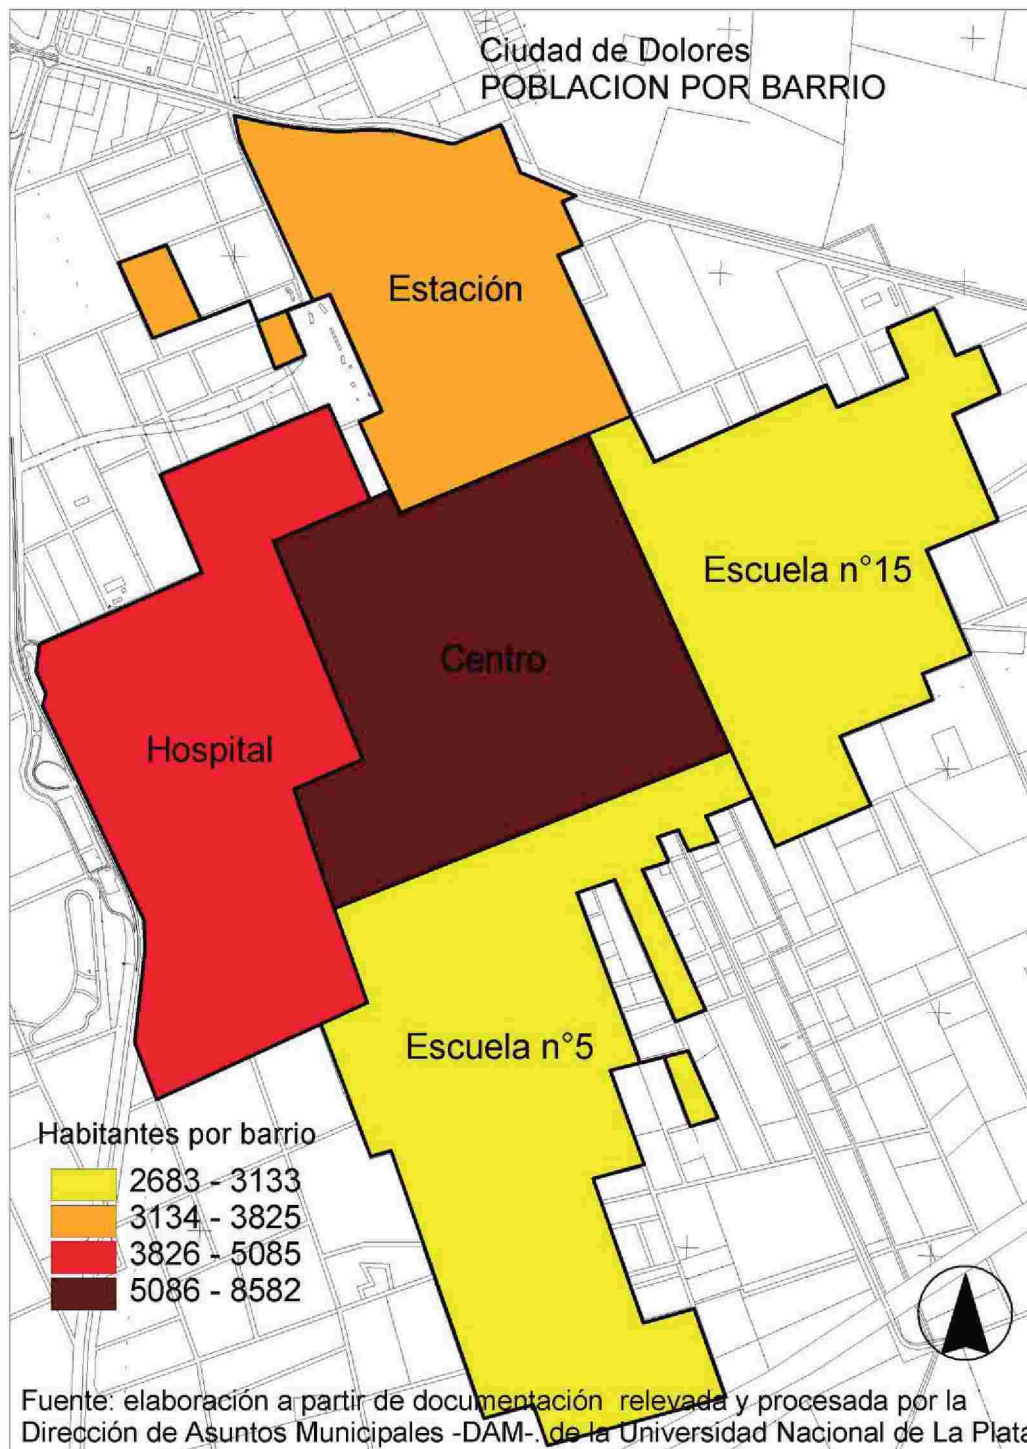 Ciudad de Dolores
POBLACION POR BARRIO
Estación
Escuela n°15
Centro
Hospital
Escuela n°5
Habitantes por barrio
2683 - 3133
3134 - 3825
3826 - 5085
5086 - 8582
Fuente: elaboración a partir de documentación relevada y procesada por la
Dirección de Asuntos Municipales -DAM-. de la Universidad Nacional de La Plata